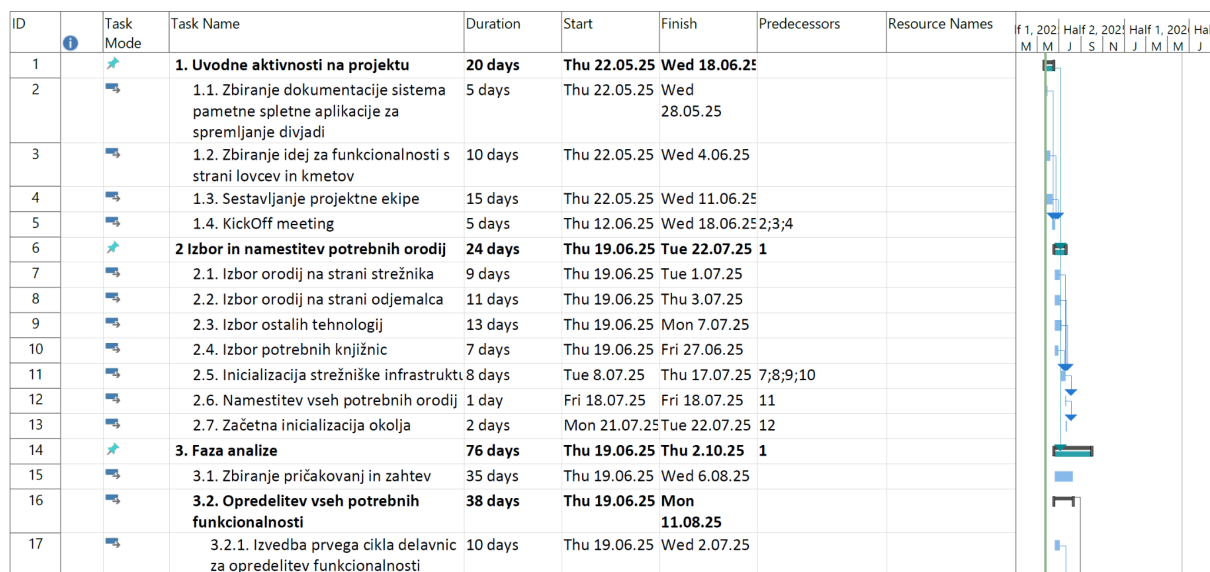 ID Task Mode Task Name Duration Start Finish Predecessors Resource Names
Half 2, Half 1,
M M J S N J M M J
1 1. Uvodne aktivnosti na projektu 20 days Thu 22.05.25 Wed 18.06.25
2 1.1. Zbiranje dokumentacije sistema 5 days Thu 22.05.25 Wed
pametne spletne aplikacije za 28.05.25
spremljanje divjadi
3 1.2. Zbiranje idej za funkcionalnosti s 10 days Thu 22.05.25 Wed 4.06.25
strani lovcev in kmetov
4 1.3. Sestavljanje projektne ekipe 15 days Thu 22.05.25 Wed 11.06.25
5 1.4. KickOff meeting 5 days Thu 12.06.25 Wed 18.06.25 2;3;4
6 2 Izbor in namestitev potrebnih orodij 24 days Thu 19.06.25 Tue 22.07.25 1
7 2.1. Izbor orodij na strani strežnika 9 days Thu 19.06.25 Tue 1.07.25
8 2.2. Izbor orodij na strani odjemalca 11 days Thu 19.06.25 Thu 3.07.25
9 2.3. Izbor ostalih tehnologij 13 days Thu 19.06.25 Mon 7.07.25
10 2.4. Izbor potrebnih knjižnic 7 days Thu 19.06.25 Fri 27.06.25
11 2.5. Inicializacija strežniške infrastruktu 8 days Tue 8.07.25 Thu 17.07.25 7;8;9;10
12 2.6. Namestitev vseh potrebnih orodij 1 day Fri 18.07.25 Fri 18.07.25 11
13 2.7. Začetna inicializacija okolja 2 days Mon 21.07.25 Tue 22.07.25 12
14 3. Faza analize 76 days Thu 19.06.25 Thu 2.10.25 1
15 3.1. Zbiranje pričakovanj in zahtev 35 days Thu 19.06.25 Wed 6.08.25
16 3.2. Opredelitev vseh potrebnih 38 days Thu 19.06.25 Mon
funkcionalnosti 11.08.25
17 3.2.1. Izvedba prvega cikla delavnic 10 days Thu 19.06.25 Wed 2.07.25
za opredelitev funkcionalnosti